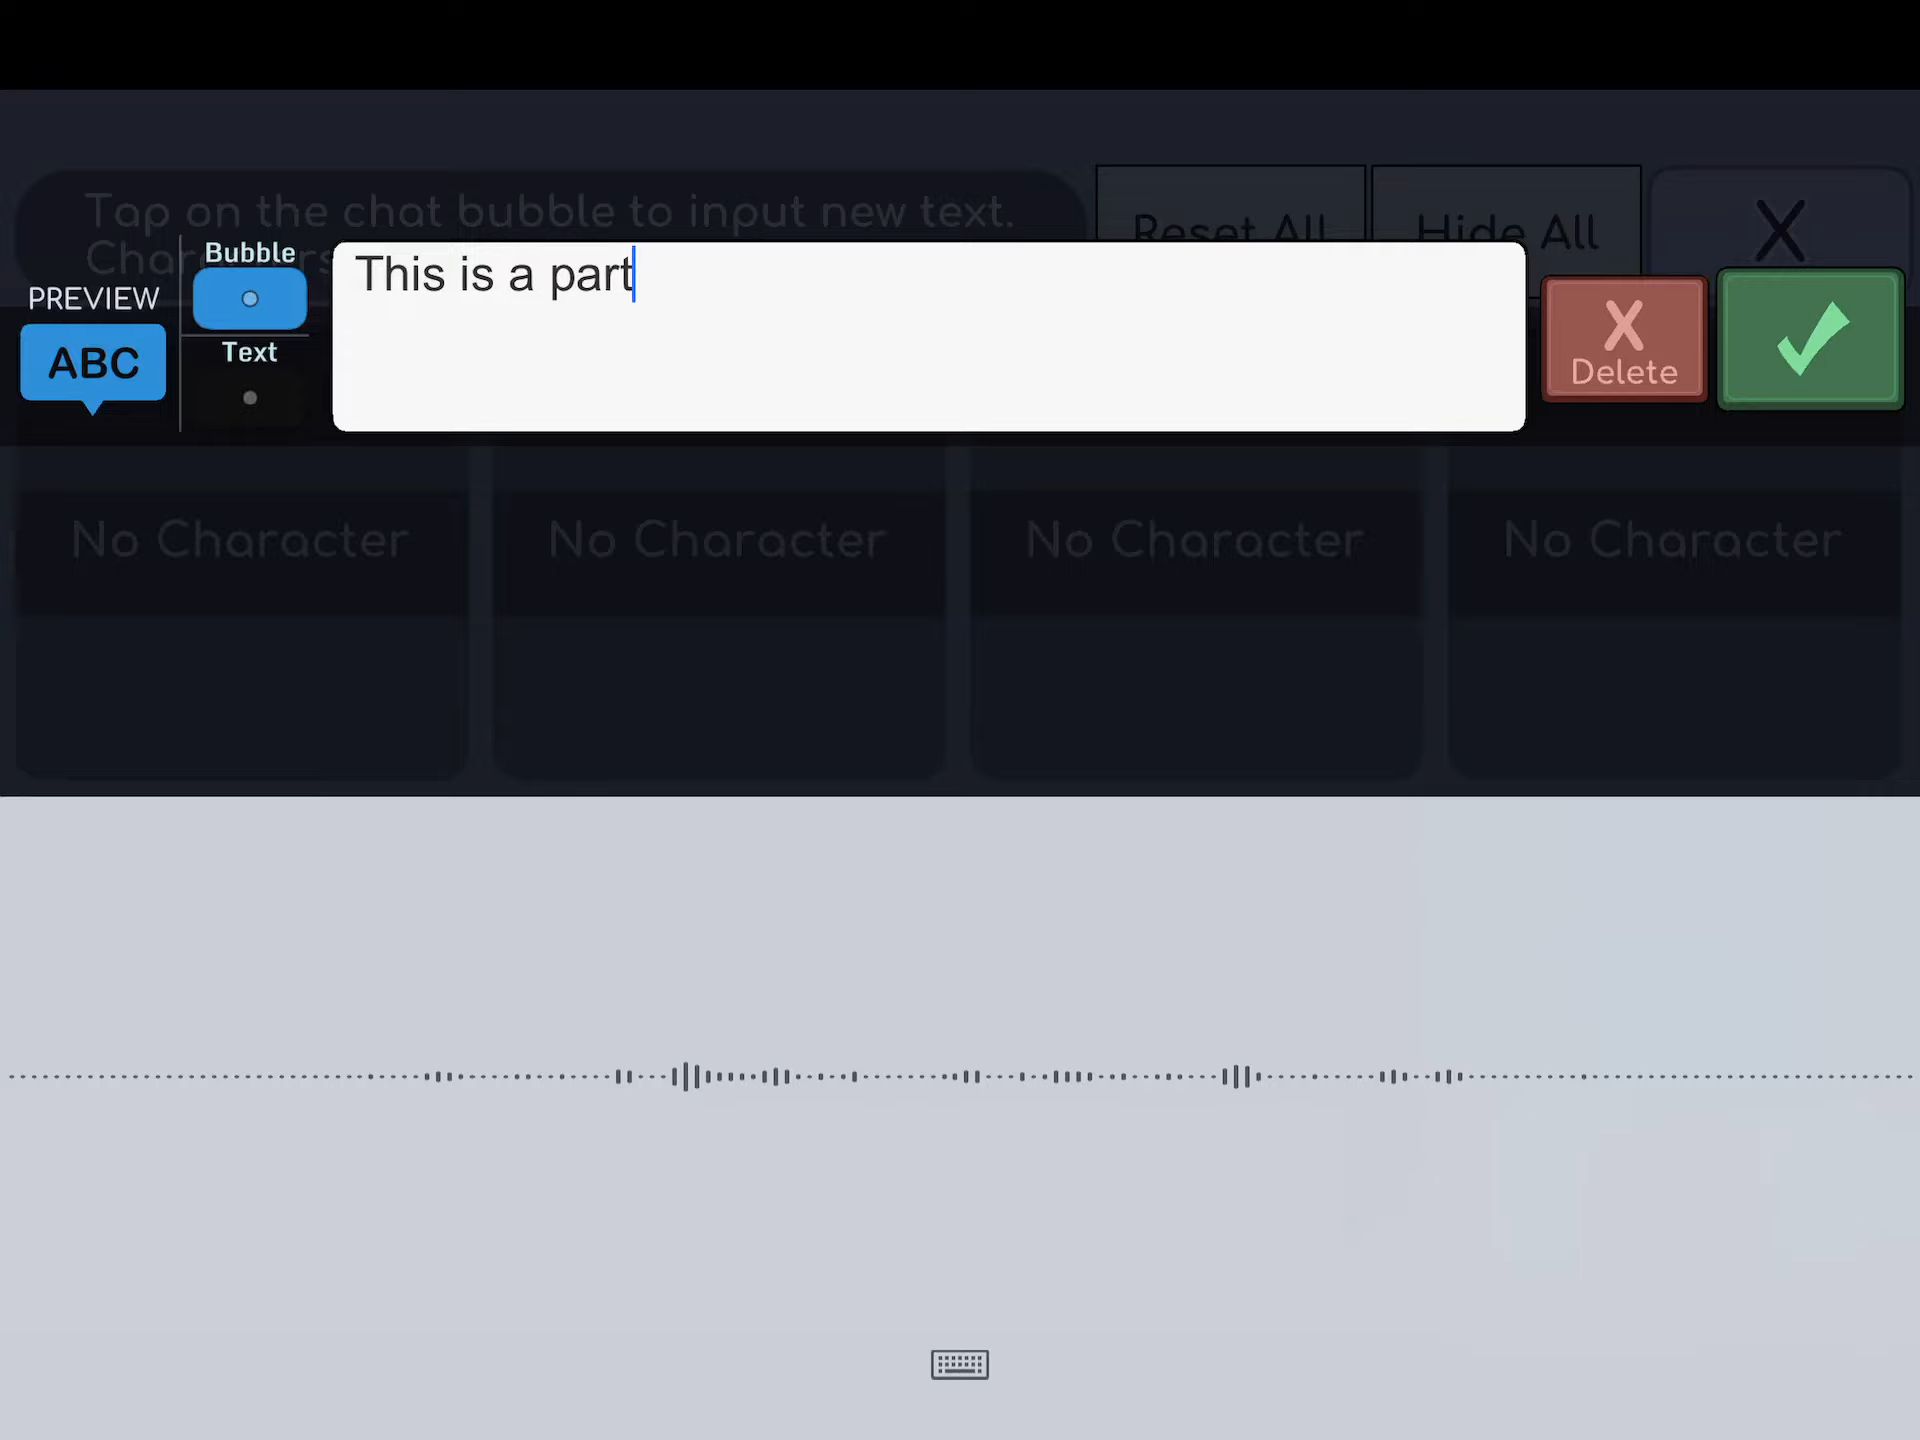 Tap on the chat bubble to input new text.
Characters
Reset All
Hide All
X
Bubble
PREVIEW
ABC
Text
This is a part
X
Delete
No Character
No Character
No Character
No Character